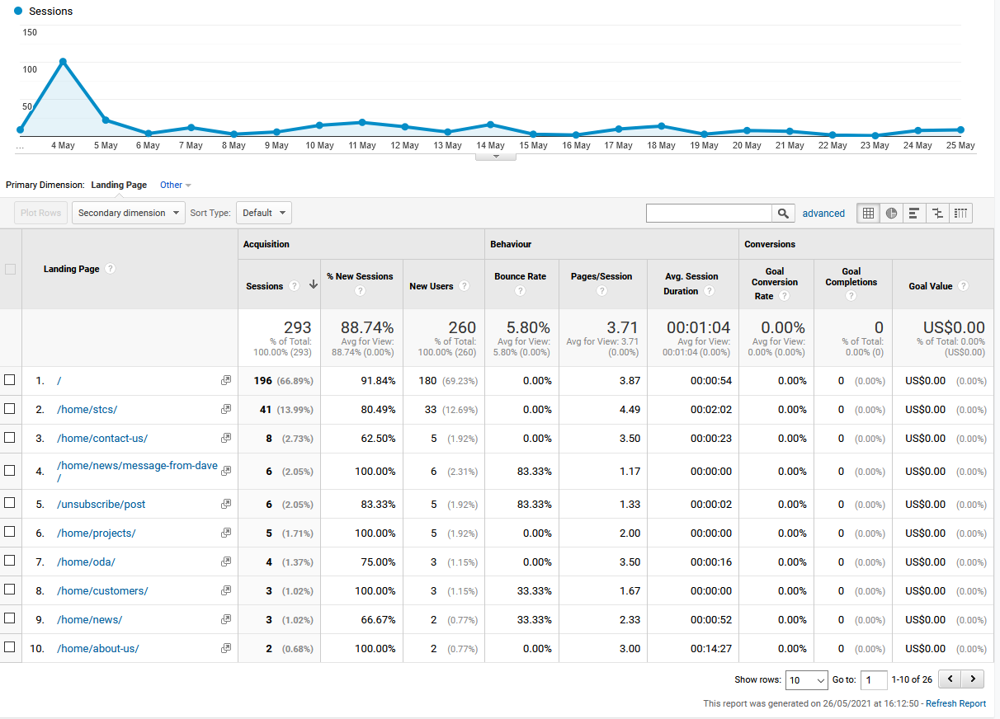 Sessions
150
100
50
... 4 May 5 May 6 May 7 May 8 May 9 May 10 May 11 May 12 May 13 May 14 May 15 May 16 May 17 May 18 May 19 May 20 May 21 May 22 May 23 May 24 May 25 May
Primary Dimension: Landing Page Other
Plot Rows Secondary dimension Sort Type: Default advanced
Landing Page ? Acquisition Behaviour Conversions
Sessions ? % New Sessions ? New Users ? Bounce Rate ? Pages/Session ? Avg. Session Duration ? Goal Conversion Rate ? Goal Completions ? Goal Value ?
293 88.74% 260 5.80% 3.71 00:01:04 0.00% 0 US$0.00
% of Total: Avg for View: % of Total: Avg for View: Avg for View: 3.71 Avg for View: Avg for View: % of Total: % of Total: 0.00%
100.00% (293) 88.74% (0.00%) 100.00% (260) 5.80% (0.00%) (0.00%) 00:01:04 (0.00%) 0.00% (0.00%) 0.00% (0) (US$0.00)
1. / 196 (66.89%) 91.84% 180 (69.23%) 0.00% 3.87 00:00:54 0.00% 0 (0.00%) US$0.00 (0.00%)
2. /home/stcs/ 41 (13.99%) 80.49% 33 (12.69%) 0.00% 4.49 00:02:02 0.00% 0 (0.00%) US$0.00 (0.00%)
3. /home/contact-us/ 8 (2.73%) 62.50% 5 (1.92%) 0.00% 3.50 00:00:23 0.00% 0 (0.00%) US$0.00 (0.00%)
4. /home/news/message-from-dave
/ 6 (2.05%) 100.00% 6 (2.31%) 83.33% 1.17 00:00:00 0.00% 0 (0.00%) US$0.00 (0.00%)
5. /unsubscribe/post 6 (2.05%) 83.33% 5 (1.92%) 83.33% 1.33 00:00:02 0.00% 0 (0.00%) US$0.00 (0.00%)
6. /home/projects/ 5 (1.71%) 100.00% 5 (1.92%) 0.00% 2.00 00:00:00 0.00% 0 (0.00%) US$0.00 (0.00%)
7. /home/oda/ 4 (1.37%) 75.00% 3 (1.15%) 0.00% 3.50 00:00:16 0.00% 0 (0.00%) US$0.00 (0.00%)
8. /home/customers/ 3 (1.02%) 100.00% 3 (1.15%) 33.33% 1.67 00:00:00 0.00% 0 (0.00%) US$0.00 (0.00%)
9. /home/news/ 3 (1.02%) 66.67% 2 (0.77%) 33.33% 2.33 00:00:52 0.00% 0 (0.00%) US$0.00 (0.00%)
10. /home/about-us/ 2 (0.68%) 100.00% 2 (0.77%) 0.00% 3.00 00:14:27 0.00% 0 (0.00%) US$0.00 (0.00%)
Show rows: 10 Go to: 1 1-10 of 26
This report was generated on 26/05/2021 at 16:12:50 - Refresh Report